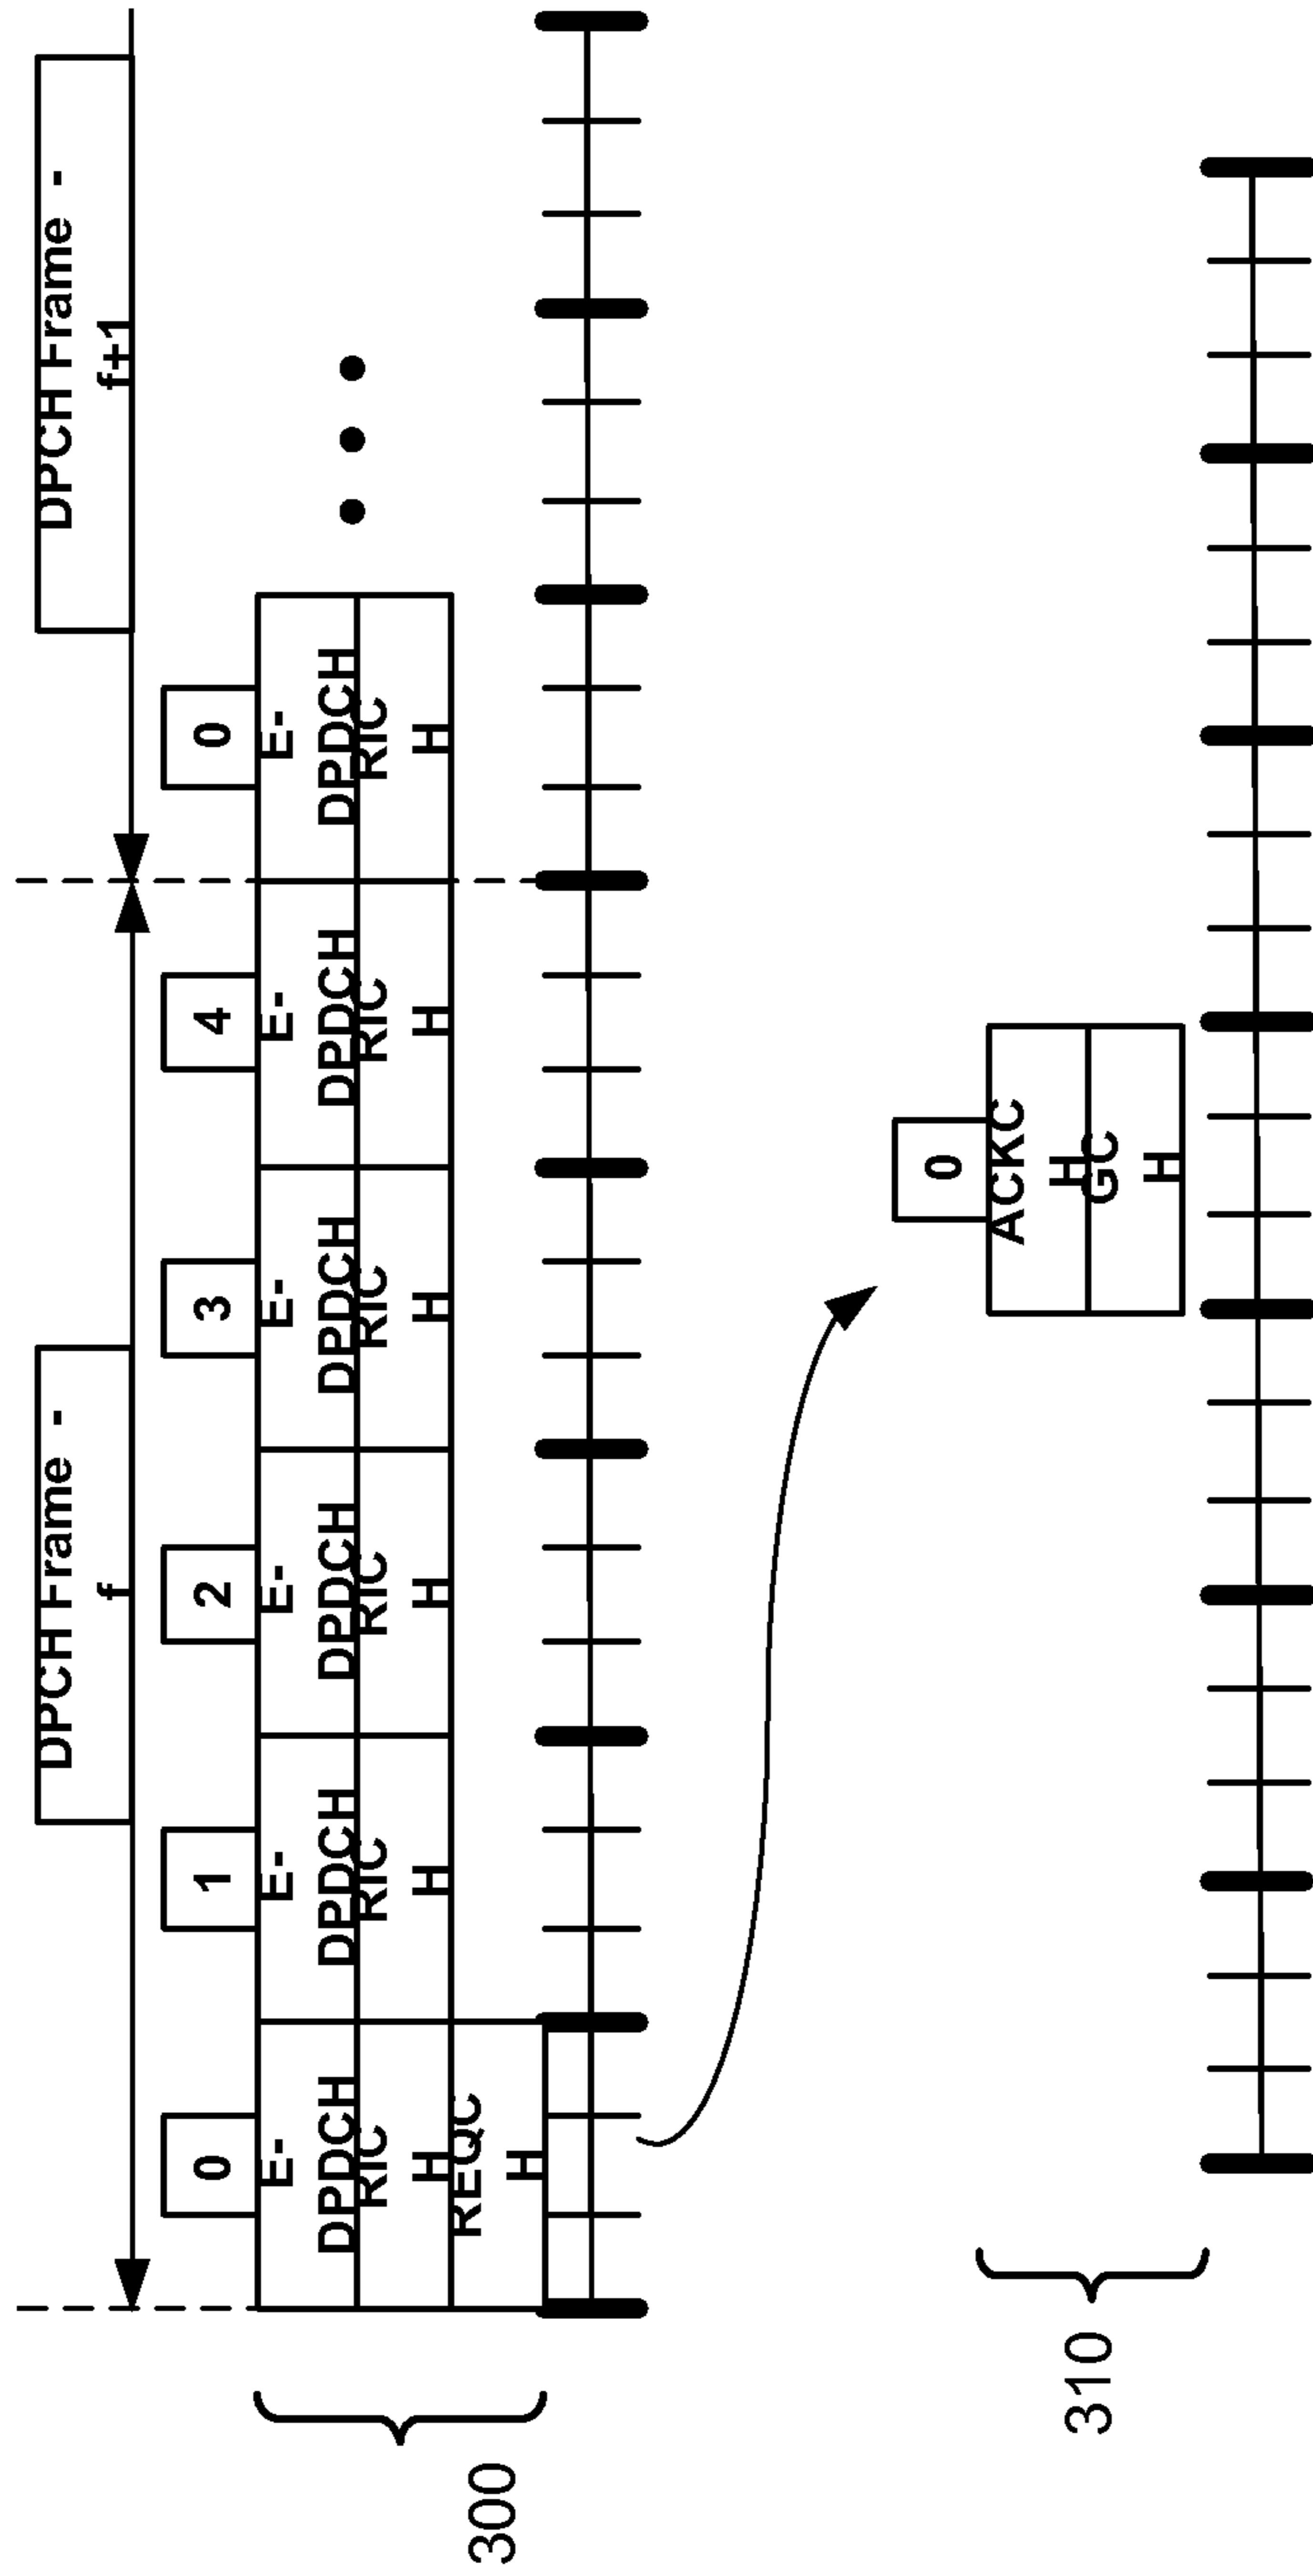 DPCH Frame -
f
DPCH Frame -
f+1
0
1
2
3
4
0
E-
DPDCH
E-
DPDCH
E-
DPDCH
E-
DPDCH
E-
DPDCH
E-
DPDCH
RIC
H
RIC
H
RIC
H
RIC
H
RIC
H
RIC
H
REQC
H
300
0
ACKC
H
GC
H
310